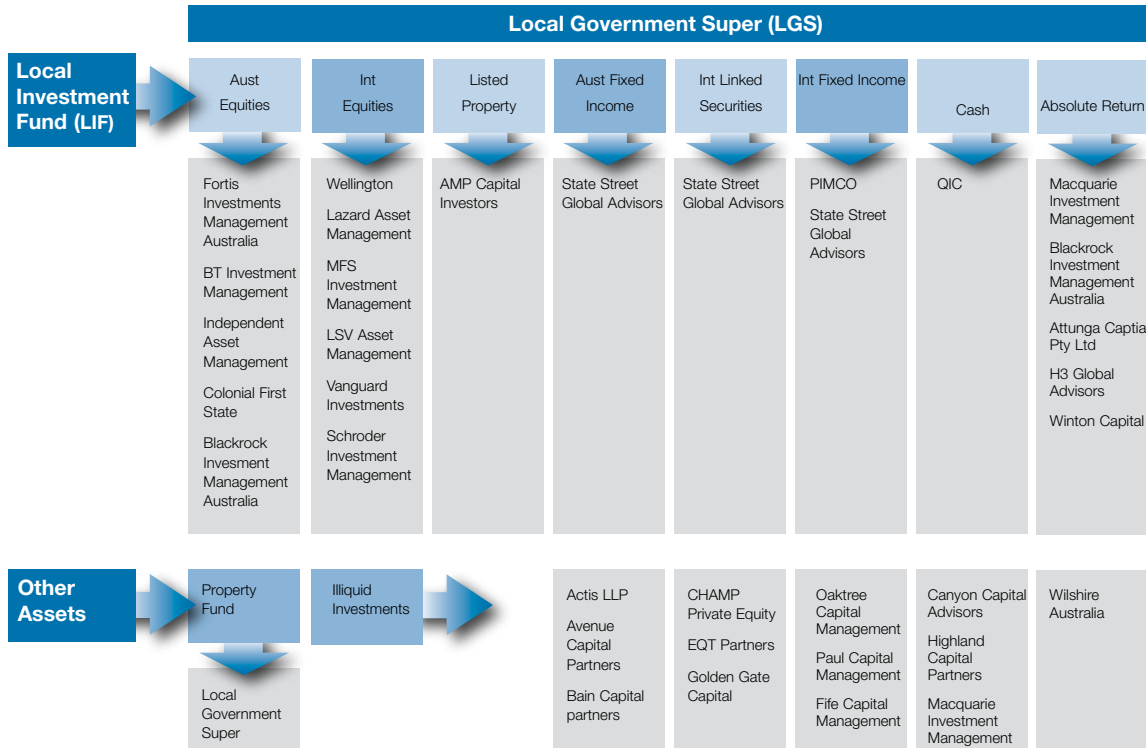 Local Government Super (LGS)
Local
Investment
Fund (LIF)
Aust
Equities
Int
Equities
Listed
Property
Aust Fixed
Income
Int Linked
Securities
Int Fixed Income
Cash
Absolute Return
Fortis
Investments
Management
Australia
BT Investment
Management
Independent
Asset
Management
Colonial First
State
Blackrock
Invesment
Management
Australia
Wellington
Lazard Asset
Management
MFS
Investment
Management
LSV Asset
Management
Vanguard
Investments
Schroder
Investment
Management
AMP Capital
Investors
State Street
Global Advisors
State Street
Global Advisors
PIMCO
State Street
Global
Advisors
QIC
Macquarie
Investment
Management
Blackrock
Investment
Management
Australia
Attunga Captia
Pty Ltd
H3 Global
Advisors
Winton Capital
Other
Assets
Property
Fund
Illiquid
Investments
Local
Government
Super
Actis LLP
Avenue
Capital
Partners
Bain Capital
partners
CHAMP
Private Equity
EQT Partners
Golden Gate
Capital
Oaktree
Capital
Management
Paul Capital
Management
Fife Capital
Management
Canyon Capital
Advisors
Highland
Capital
Partners
Macquarie
Investment
Management
Wilshire
Australia